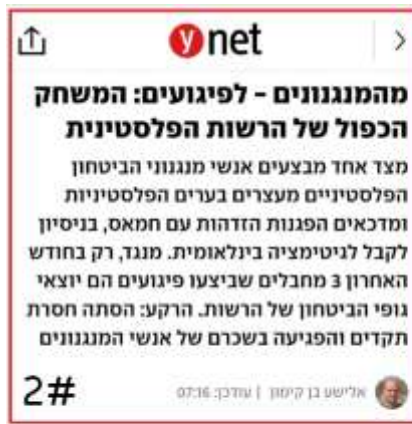 ynet
מהמנגנונים - לפיגועים: המשחק
הכפול של הרשות הפלסטינית
מצד אחד מבצעים אנשי מנגנוני הביטחון
הפלסטיניים מעצרים בערים הפלסטיניות
ומדכאים הפגנות הזדהות עם חמאס, בניסיון
לקבל לגיטימציה בינלאומית. מנגד, רק בחודש
האחרון 3 מחבלים שביצעו פיגועים הם יוצאי
גופי הביטחון של הרשות. הרקע: הסתה חסרת
תקדים והפגיעה בשכרם של אנשי המנגנונים
אלישע בן קימון | עודכן: 07:16
2#